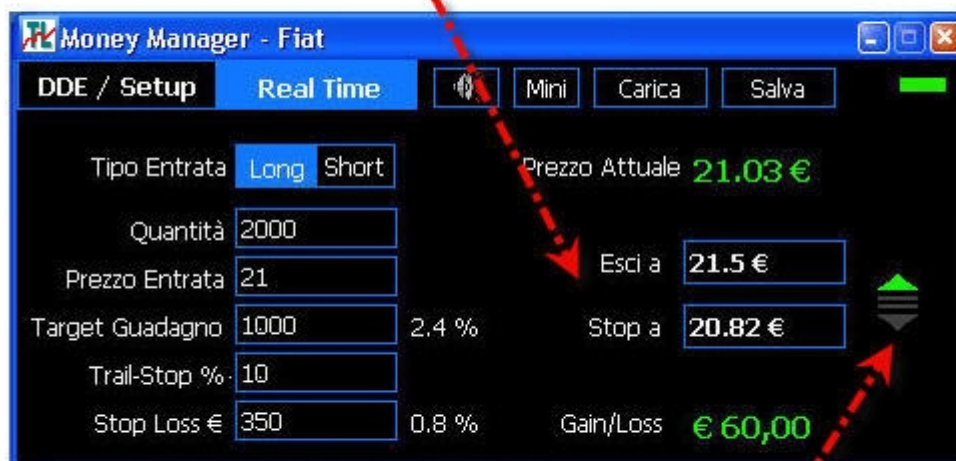 TL Money Manager - Fiat
DDE / Setup Real Time Mini Carica Salva
Tipo Entrata Long Short Prezzo Attuale 21.03 €
Quantità 2000
Prezzo Entrata 21 Esci a 21.5 €
Target Guadagno 1000 2.4 % Stop a 20.82 €
Trail-Stop % 10
Stop Loss € 350 0.8 % Gain/Loss € 60,00